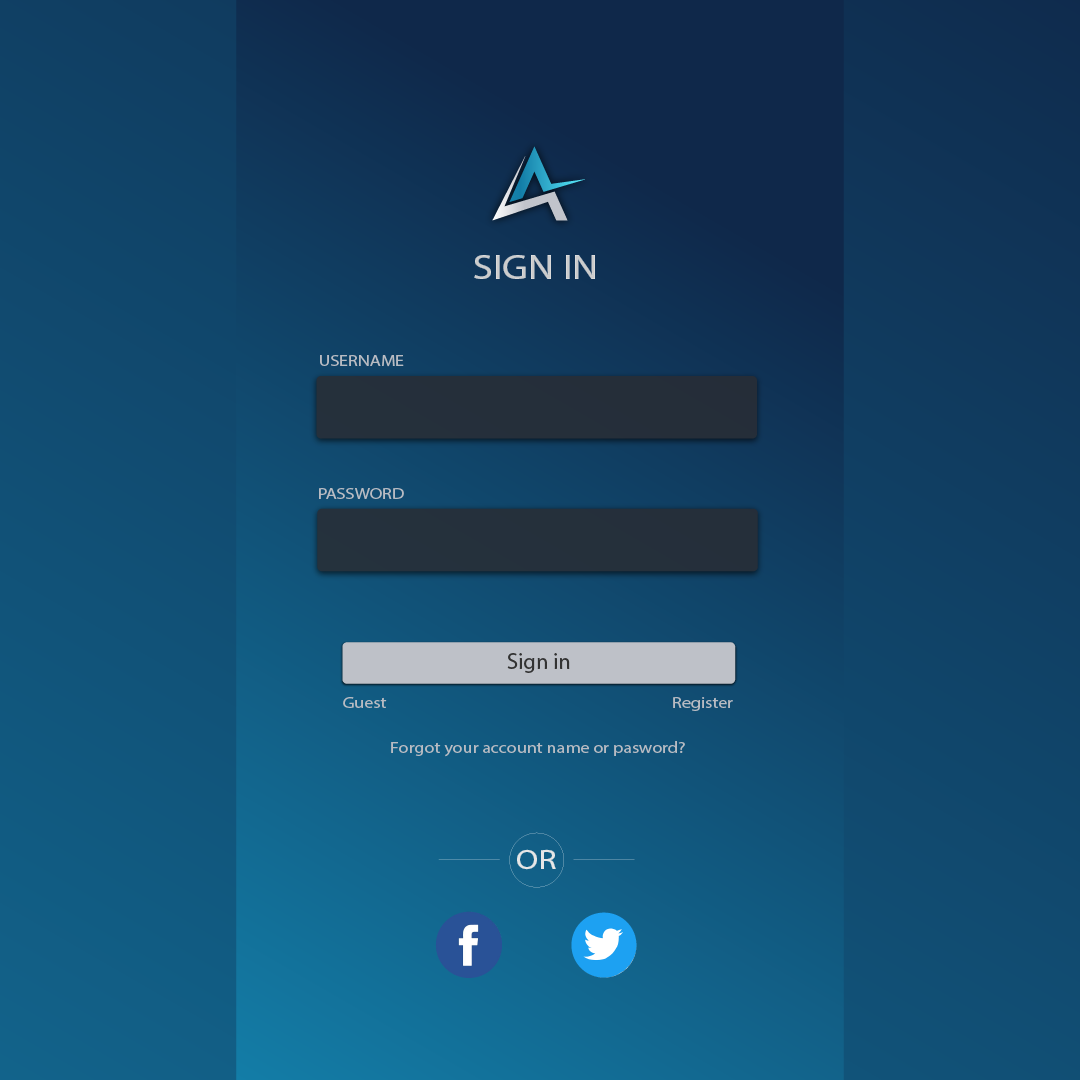 SIGN IN
USERNAME
PASSWORD
Sign in
Guest Register
Forgot your account name or pasword?
OR